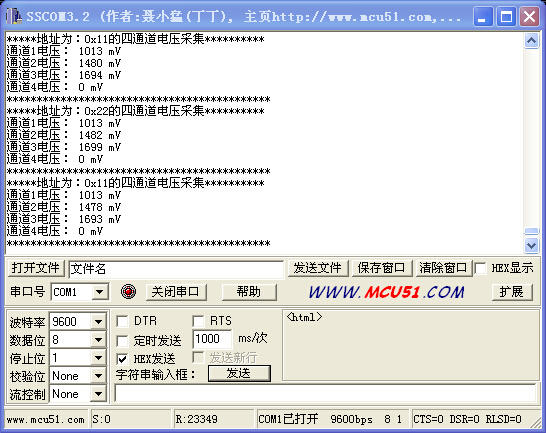 SSCOM3.2 (作者:聂小猛(丁丁), 主页http://www.mcu51.com,...
*****地址为：0x11的四通道电压采集**********
通道1电压： 1013 mV
通道2电压： 1480 mV
通道3电压： 1694 mV
通道4电压： 0 mV
********************************************
*****地址为：0x22的四通道电压采集**********
通道1电压： 1013 mV
通道2电压： 1482 mV
通道3电压： 1699 mV
通道4电压： 0 mV
********************************************
*****地址为：0x11的四通道电压采集**********
通道1电压： 1013 mV
通道2电压： 1478 mV
通道3电压： 1693 mV
通道4电压： 0 mV
********************************************
打开文件 文件名 发送文件 保存窗口 清除窗口 HEX显示
串口号 COM1 关闭串口 帮助 WWW.MCU51.COM 扩展
波特率 9600 DTR RTS <html>
数据位 8 定时发送 1000 ms/次
停止位 1 HEX发送 发送新行
校验位 None 字符串输入框： 发送
流控制 None
www.mcu51.com S:0 R:23349 COM1已打开 9600bps 8 1 CTS=0 DSR=0 RLSD=0